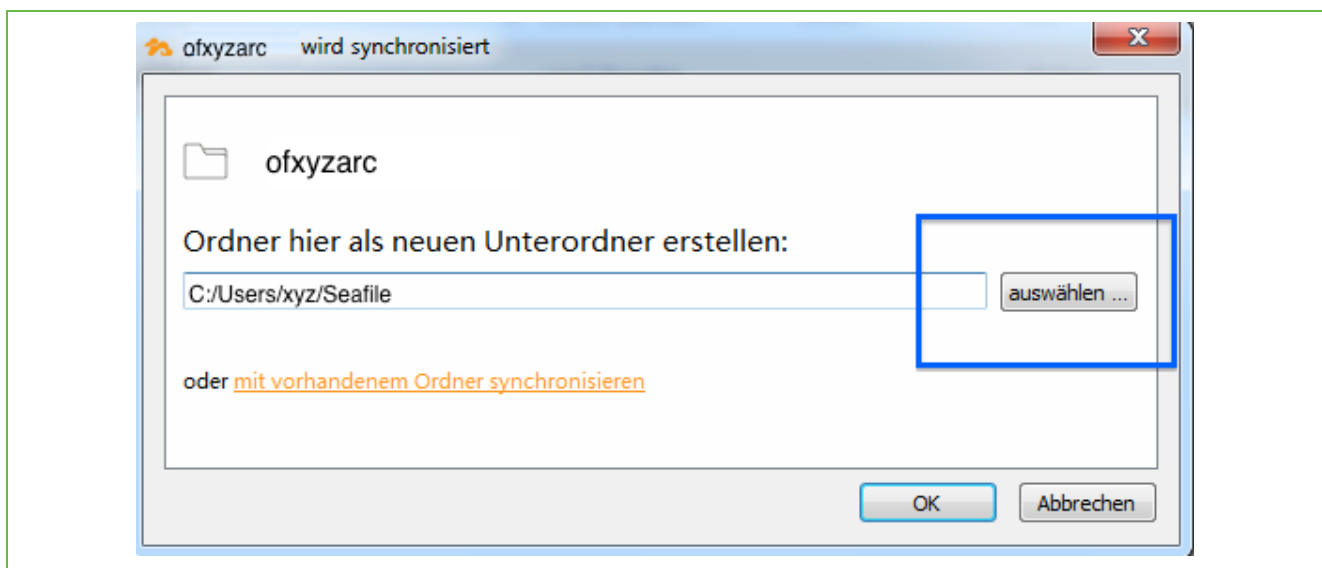 ofxyzarc wird synchronisiert
ofxyzarc
Ordner hier als neuen Unterordner erstellen:
C:/Users/xyz/Seafile
auswählen ...
oder mit vorhandenem Ordner synchronisieren
OK
Abbrechen